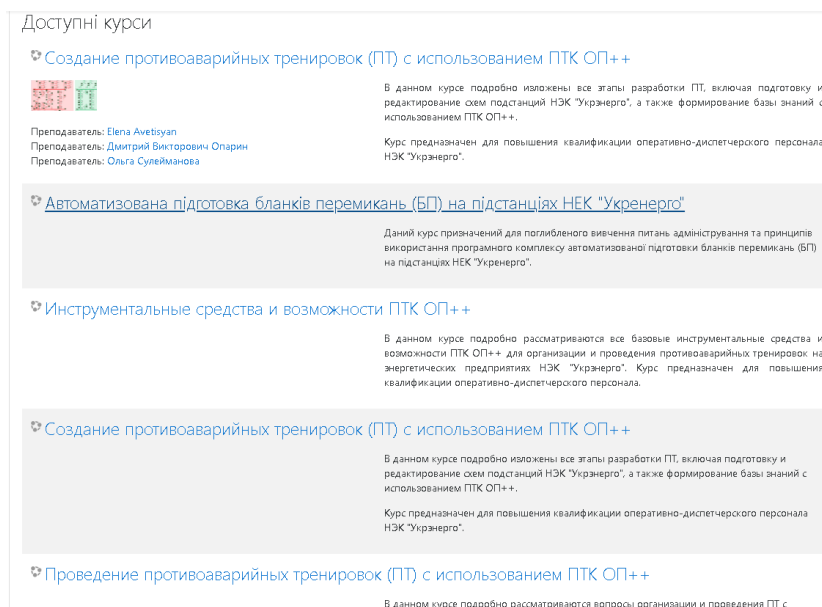 Доступні курси
Создание противоаварийных тренировок (ПТ) с использованием ПТК ОП++
В данном курсе подробно изложены все этапы разработки ПТ, включая подготовку и
редактирование схем подстанций НЭК "Укрэнерго", а также формирование базы знаний с
использованием ПТК ОП++.
Курс предназначен для повышения квалификации оперативно-диспетчерского персонала
НЭК "Укрэнерго".
Преподаватель: Elena Avetisyan
Преподаватель: Дмитрий Викторович Опарин
Преподаватель: Ольга Сулейманова
Автоматизована підготовка бланків перемикань (БП) на підстанціях НЕК "Укренерго"
Даний курс призначений для поглибленого вивчення питань адміністрування та принципів
використання програмного комплексу автоматизованої підготовки бланків перемикань (БП)
на підстанціях НЕК "Укренерго".
Инструментальные средства и возможности ПТК ОП++
В данном курсе подробно рассматриваются все базовые инструментальные средства и
возможности ПТК ОП++ для организации и проведения противоаварийных тренировок на
энергетических предприятиях НЭК "Укрэнерго". Курс предназначен для повышения
квалификации оперативно-диспетчерского персонала.
Создание противоаварийных тренировок (ПТ) с использованием ПТК ОП++
В данном курсе подробно изложены все этапы разработки ПТ, включая подготовку и
редактирование схем подстанций НЭК "Укрэнерго", а также формирование базы знаний с
использованием ПТК ОП++.
Курс предназначен для повышения квалификации оперативно-диспетчерского персонала
НЭК "Укрэнерго".
Проведение противоаварийных тренировок (ПТ) с использованием ПТК ОП++
В данном курсе подробно рассматриваются вопросы организации и проведения ПТ с